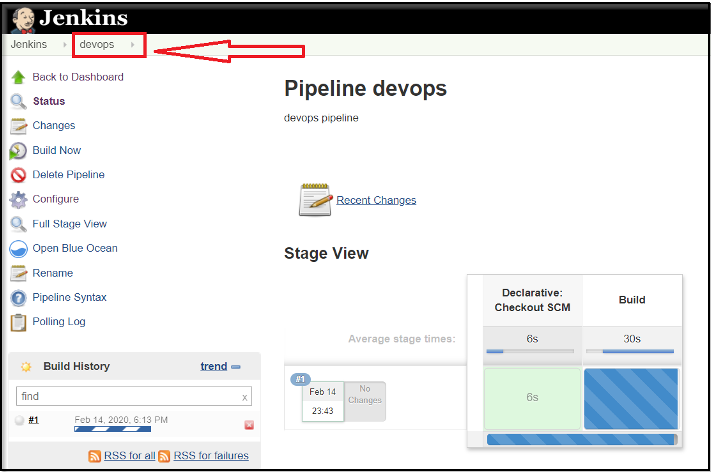 Jenkins
Jenkins devops
Back to Dashboard
Status
Changes
Build Now
Delete Pipeline
Configure
Full Stage View
Open Blue Ocean
Rename
Pipeline Syntax
Polling Log
Build History trend
find x
#1 Feb 14, 2020, 6:13 PM
RSS for all RSS for failures
Pipeline devops
devops pipeline
Recent Changes
Stage View
Declarative:
Checkout SCM
Build
Average stage times:
6s 30s
#1
Feb 14
23:43
No
Changes
6s